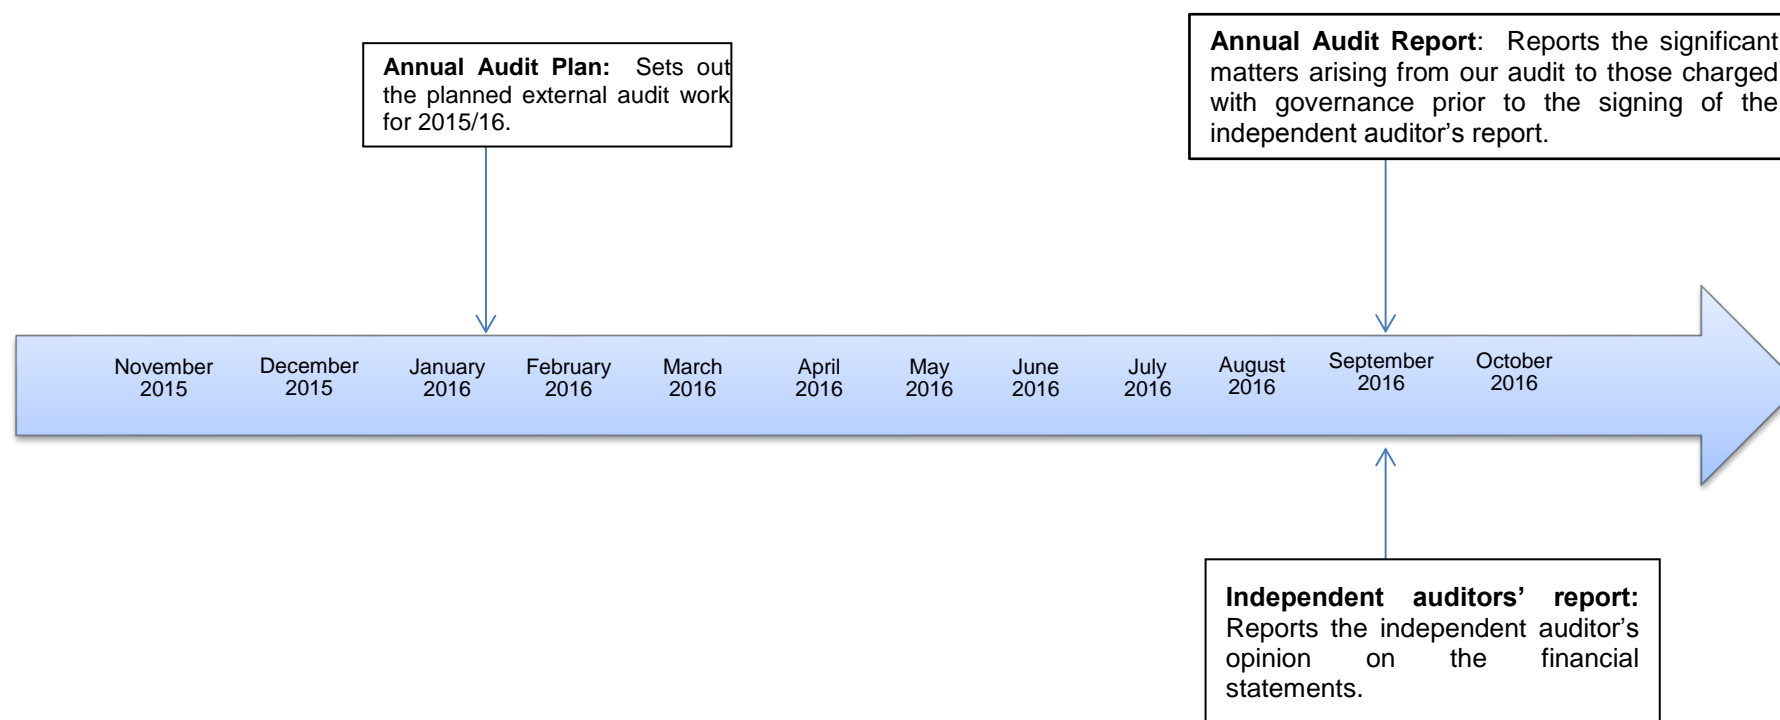 Annual Audit Plan: Sets out
the planned external audit work
for 2015/16.
Annual Audit Report: Reports the significant
matters arising from our audit to those charged
with governance prior to the signing of the
independent auditor’s report.
November
2015
December
2015
January
2016
February
2016
March
2016
April
2016
May
2016
June
2016
July
2016
August
2016
September
2016
October
2016
Independent auditors’ report:
Reports the independent auditor’s
opinion on the financial
statements.